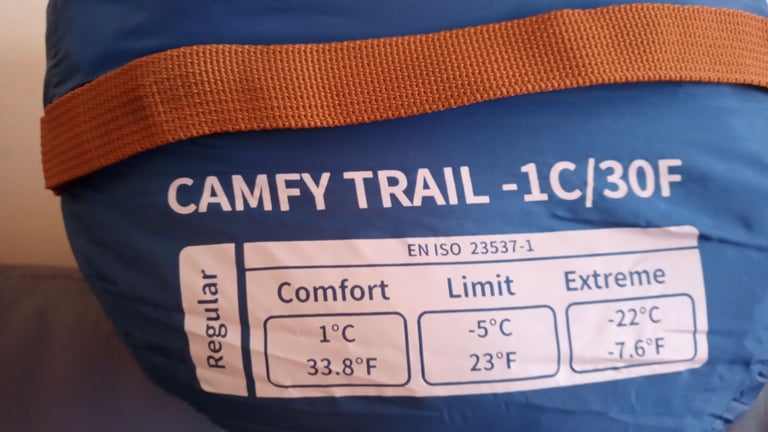 CAMFY TRAIL -1C/30F
EN ISO 23537-1
Regular
Comfort Limit Extreme
1°C -5°C -22°C
33.8°F 23°F -7.6°F